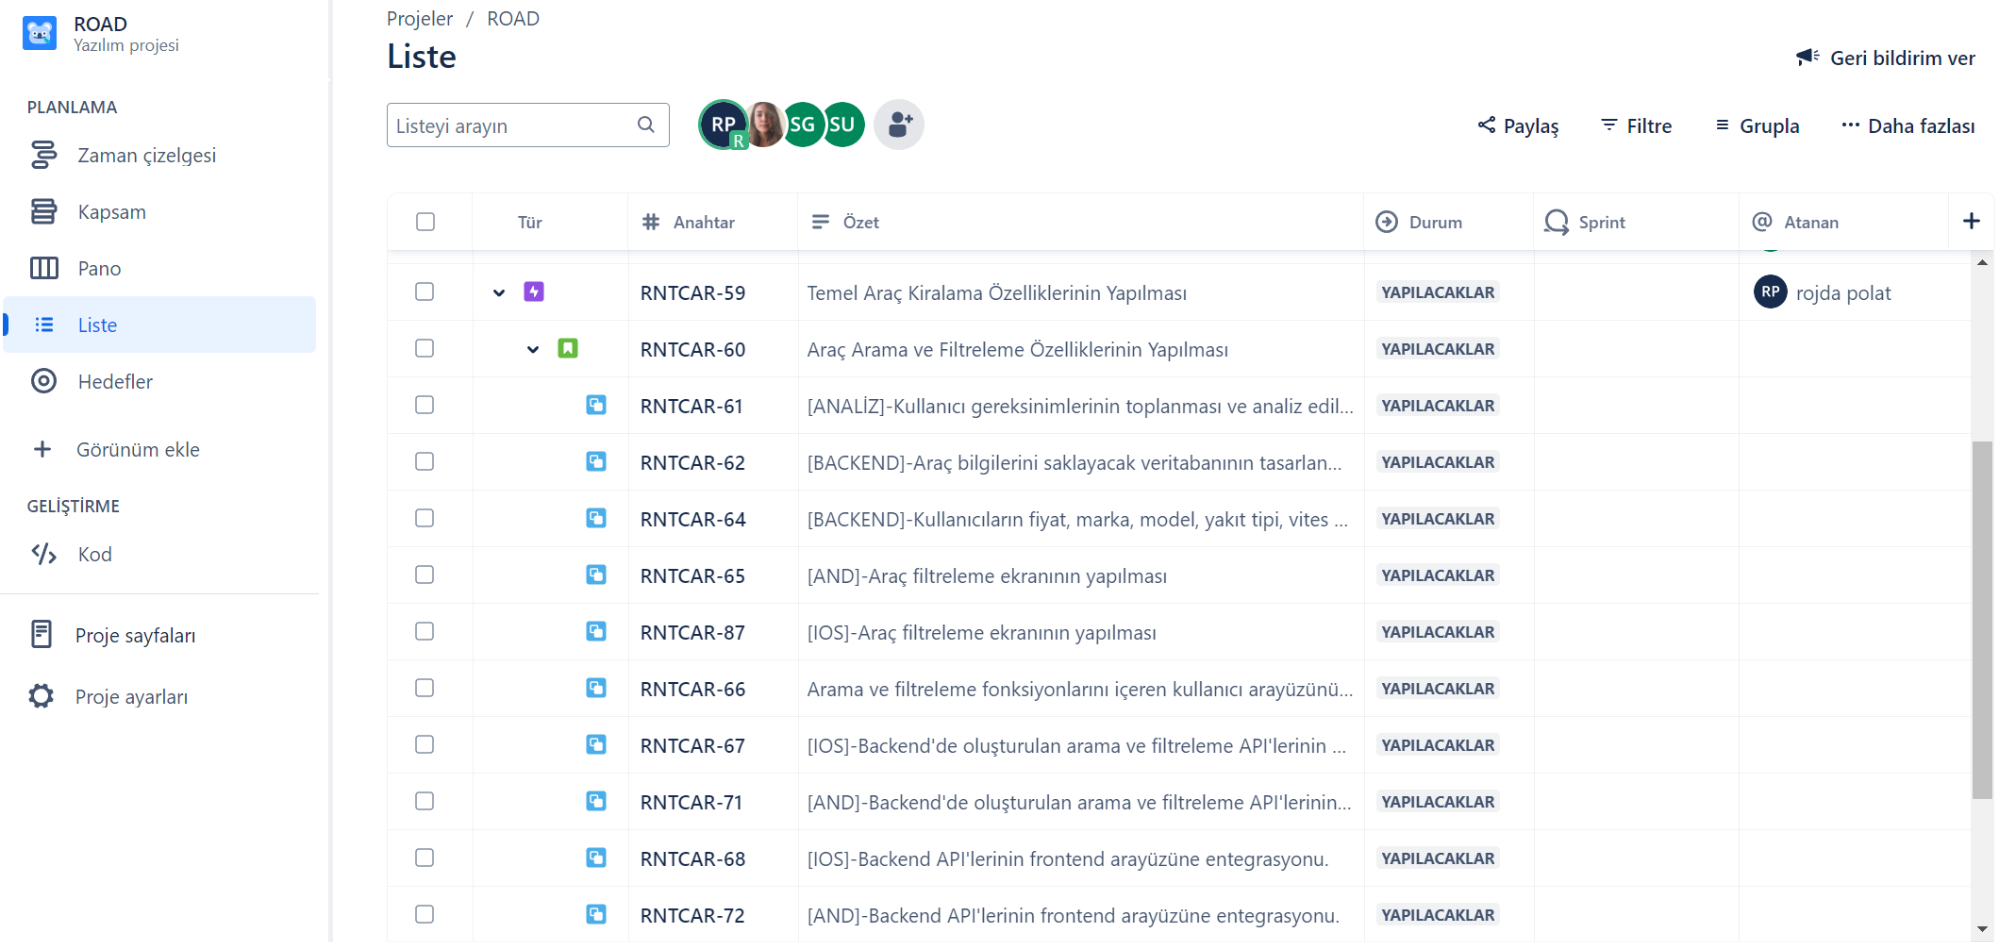 ROAD
Yazılım projesi
PLANLAMA
Zaman çizelgesi
Kapsam
Pano
Liste
Hedefler
Görünüm ekle
GELİŞTİRME
Kod
Proje sayfaları
Proje ayarları
Projeler / ROAD
Liste
Geri bildirim ver
Listeyi arayın
RP R SG SU
Paylaş Filtre Grupla Daha fazlası
Tür Anahtar Özet Durum Sprint Atanan
RNTCAR-59 Temel Araç Kiralama Özelliklerinin Yapılması YAPILACAKLAR RP rojda polat
RNTCAR-60 Araç Arama ve Filtreleme Özelliklerinin Yapılması YAPILACAKLAR
RNTCAR-61 [ANALİZ]-Kullanıcı gereksinimlerinin toplanması ve analiz edil... YAPILACAKLAR
RNTCAR-62 [BACKEND]-Araç bilgilerini saklayacak veritabanının tasarlan... YAPILACAKLAR
RNTCAR-64 [BACKEND]-Kullanıcıların fiyat, marka, model, yakıt tipi, vites ... YAPILACAKLAR
RNTCAR-65 [AND]-Araç filtreleme ekranının yapılması YAPILACAKLAR
RNTCAR-87 [IOS]-Araç filtreleme ekranının yapılması YAPILACAKLAR
RNTCAR-66 Arama ve filtreleme fonksiyonlarını içeren kullanıcı arayüzünü... YAPILACAKLAR
RNTCAR-67 [IOS]-Backend'de oluşturulan arama ve filtreleme API'lerinin ... YAPILACAKLAR
RNTCAR-71 [AND]-Backend'de oluşturulan arama ve filtreleme API'lerinin... YAPILACAKLAR
RNTCAR-68 [IOS]-Backend API'lerinin frontend arayüzüne entegrasyonu. YAPILACAKLAR
RNTCAR-72 [AND]-Backend API'lerinin frontend arayüzüne entegrasyonu. YAPILACAKLAR